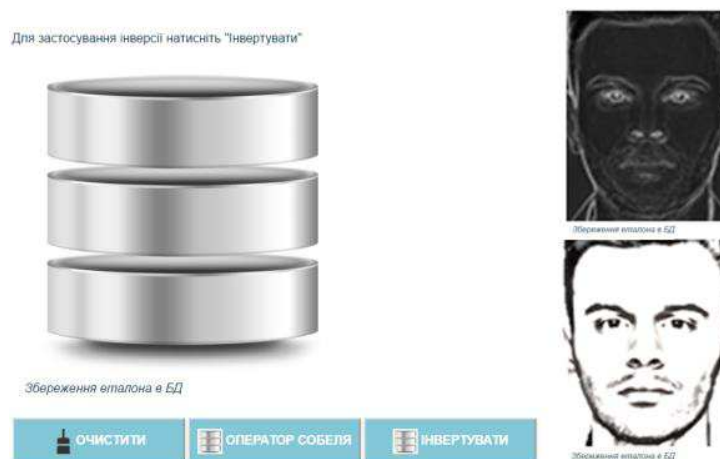 Для застосування інверсії натисніть "Інвертувати"
Збереження еталона в БД
Збереження еталона в БД
Збереження еталона в БД
ОЧИСТИТИ
ОПЕРАТОР СОБЕЛЯ
ІНВЕРТУВАТИ